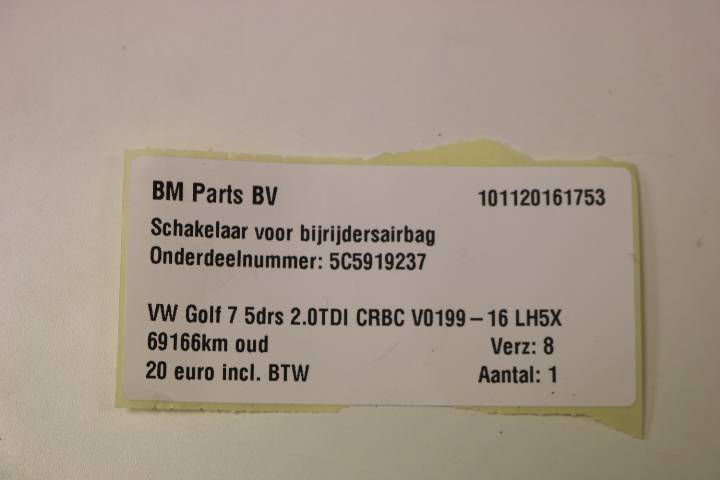 BM Parts BV 101120161753
Schakelaar voor bijrijdersairbag
Onderdeelnummer: 5C5919237
VW Golf 7 5drs 2.0TDI CRBC V0199-16 LH5X
69166km oud Verz: 8
20 euro incl. BTW Aantal: 1